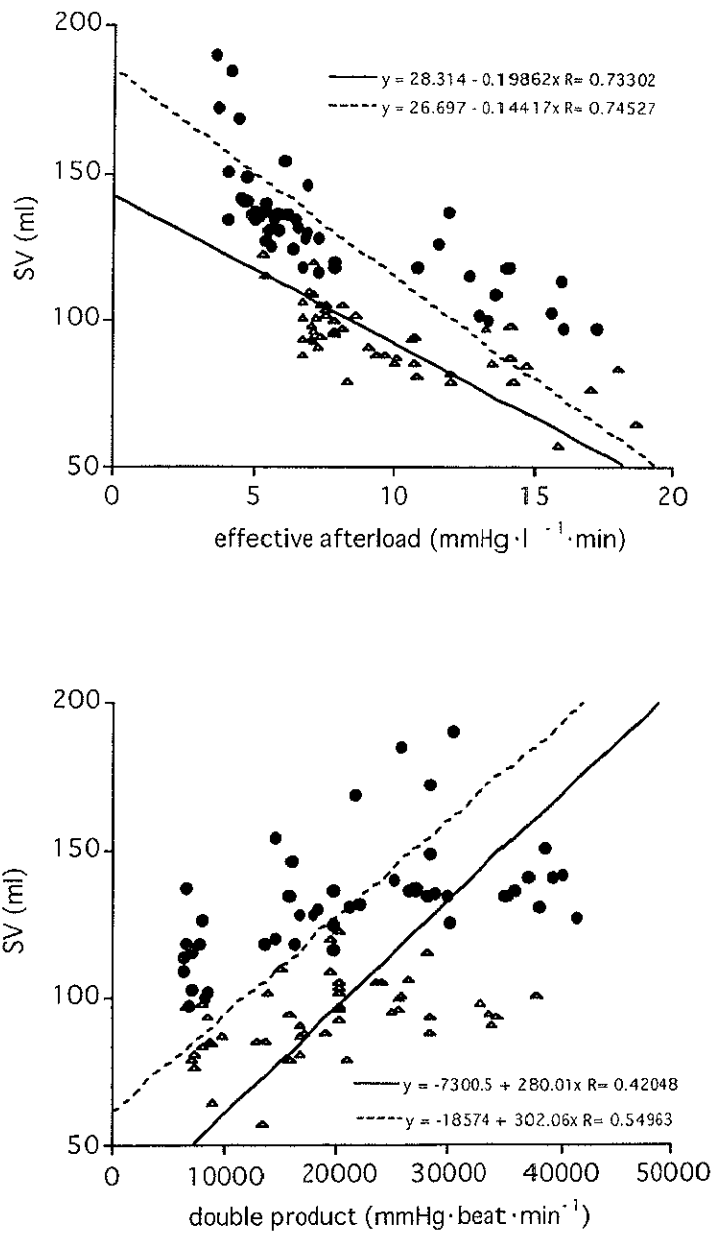 200
150
100
50
SV (ml)
y = 28.314 - 0.19862x R= 0.73302
y = 26.697 - 0.14417x R= 0.74527
0 5 10 15 20
effective afterload (mmHg·l⁻¹·min)
200
150
100
50
SV (ml)
y = -7300.5 + 280.01x R= 0.42048
y = -18574 + 302.06x R= 0.54963
0 10000 20000 30000 40000 50000
double product (mmHg·beat·min⁻¹)